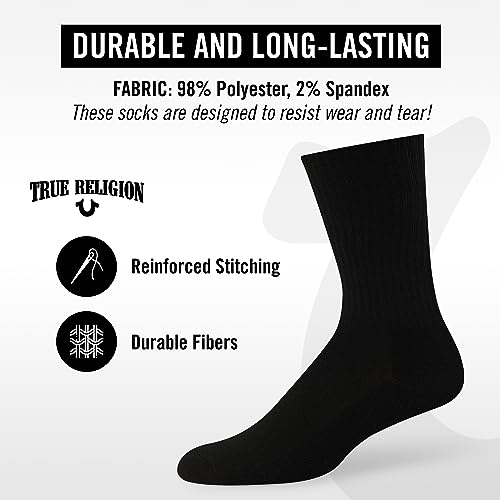 DURABLE AND LONG-LASTING
FABRIC: 98% Polyester, 2% Spandex
These socks are designed to resist wear and tear!
TRUE RELIGION
Reinforced Stitching
Durable Fibers